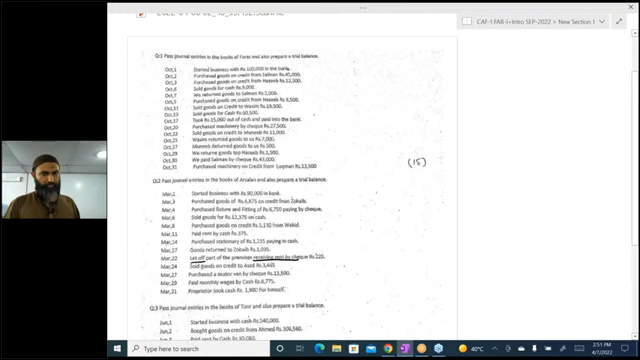 CAF-1 FAR-I+Intro SEP-2022 > New Section 1
Q:1 Pass journal entries in the books of Faraz and also prepare a trial balance.
Oct,1 Started business with Rs.100,000 in the bank.
Oct,2 Purchased goods on credit from Salman Rs.45,000
Oct,3 Purchased goods on credit from Haseeb Rs.12,500
Oct,6 Sold goods for cash Rs.9,000
Oct,7 We returned goods to Salman Rs.2,000
Oct,9 Purchased goods on credit from Haseeb Rs.9,500
Sold goods on Credit to Wasim Rs.19,500
Sold goods for Cash Rs.60,500
Oct,17 Took Rs.15,000 out of cash and paid into the bank.
Oct,20 Purchased machinery by cheque Rs.27,500
Oct,22 Sold goods on credit to Muneeb Rs.11,000
Oct,25 Wasim returned goods to us Rs.7,000
Oct,27 Muneeb returned goods to us Rs.500
Oct,29 We returne goods top Haseeb Rs.1,500
Oct,30 We paid Salman by cheque Rs.43,000
Oct,31 Purchased machinery on Credit from Luqman Rs.13,500
(15)
Q:2 Pass journal entries in the books of Arsalan and also prepare a trial balance.
Mar,1 Started business with Rs.90,000 in bank.
Mar,3 Purchased goods of Rs.4,375 on credit from Zohaib.
Mar,4 Purchased fixture and Fitting of Rs.6,750 paying by cheque
Mar,6 Sold goods for Rs.12,375 on cash.
Mar,8 Purchased goods on credit Rs.5,130 from Wahid.
Mar,11 Paid rent by cash Rs.375.
Mar,14 Purchased stationary of Rs.1,215 paying in cash.
Mar,17 Goods returned to Zohaib Rs.1,035.
Mar,22 Let off part of the premises receiving rent by cheque Rs.225.
Mar,24 Sold goods on credit to Asad Rs.3,465
Mar,27 Purchased a motor van by cheque Rs.13,500.
Mar,29 Paid monthly wages by Cash Rs.8,775.
Mar,31 Proprietor took cash Rs.1,980 for Himself.
Q:3 Pass journal entries in the books of Toor and also prepare a trial balance.
Jun,1 Started business with cash Rs.540,000
Jun,2 Bought goods on credit from Ahmed Rs.106,560
40°C
2:51 PM
4/7/2022